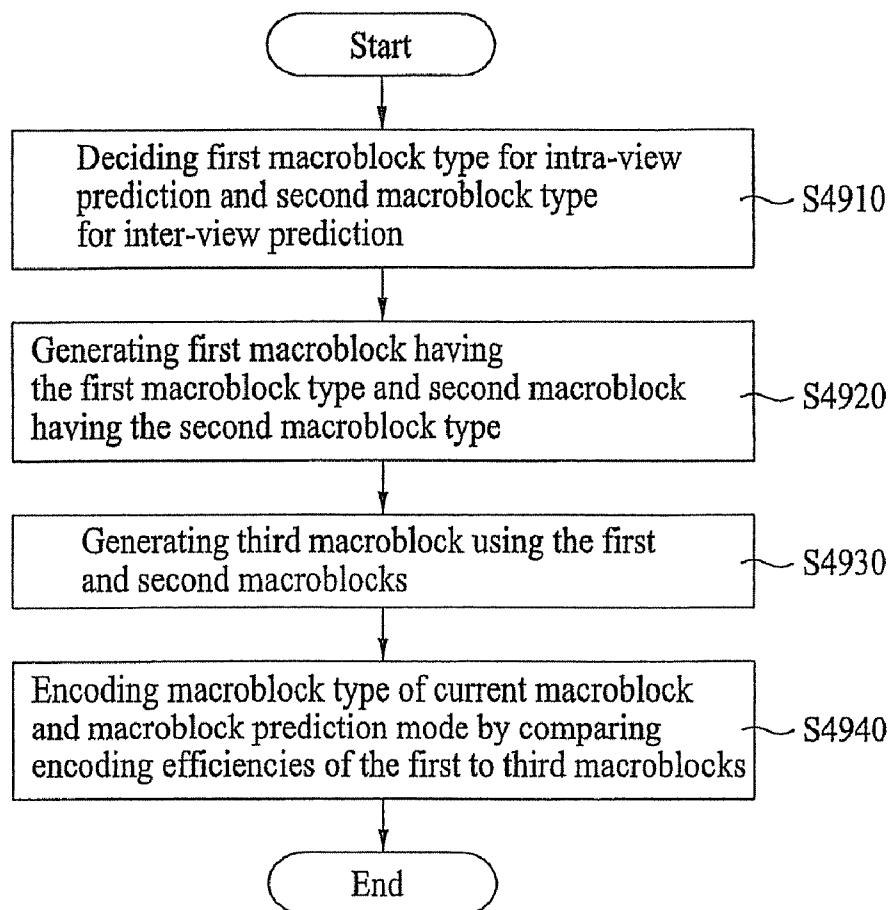 Start
Deciding first macroblock type for intra-view
prediction and second macroblock type
for inter-view prediction
S4910
Generating first macroblock having
the first macroblock type and second macroblock
having the second macroblock type
S4920
Generating third macroblock using the first
and second macroblocks
S4930
Encoding macroblock type of current macroblock
and macroblock prediction mode by comparing
encoding efficiencies of the first to third macroblocks
S4940
End